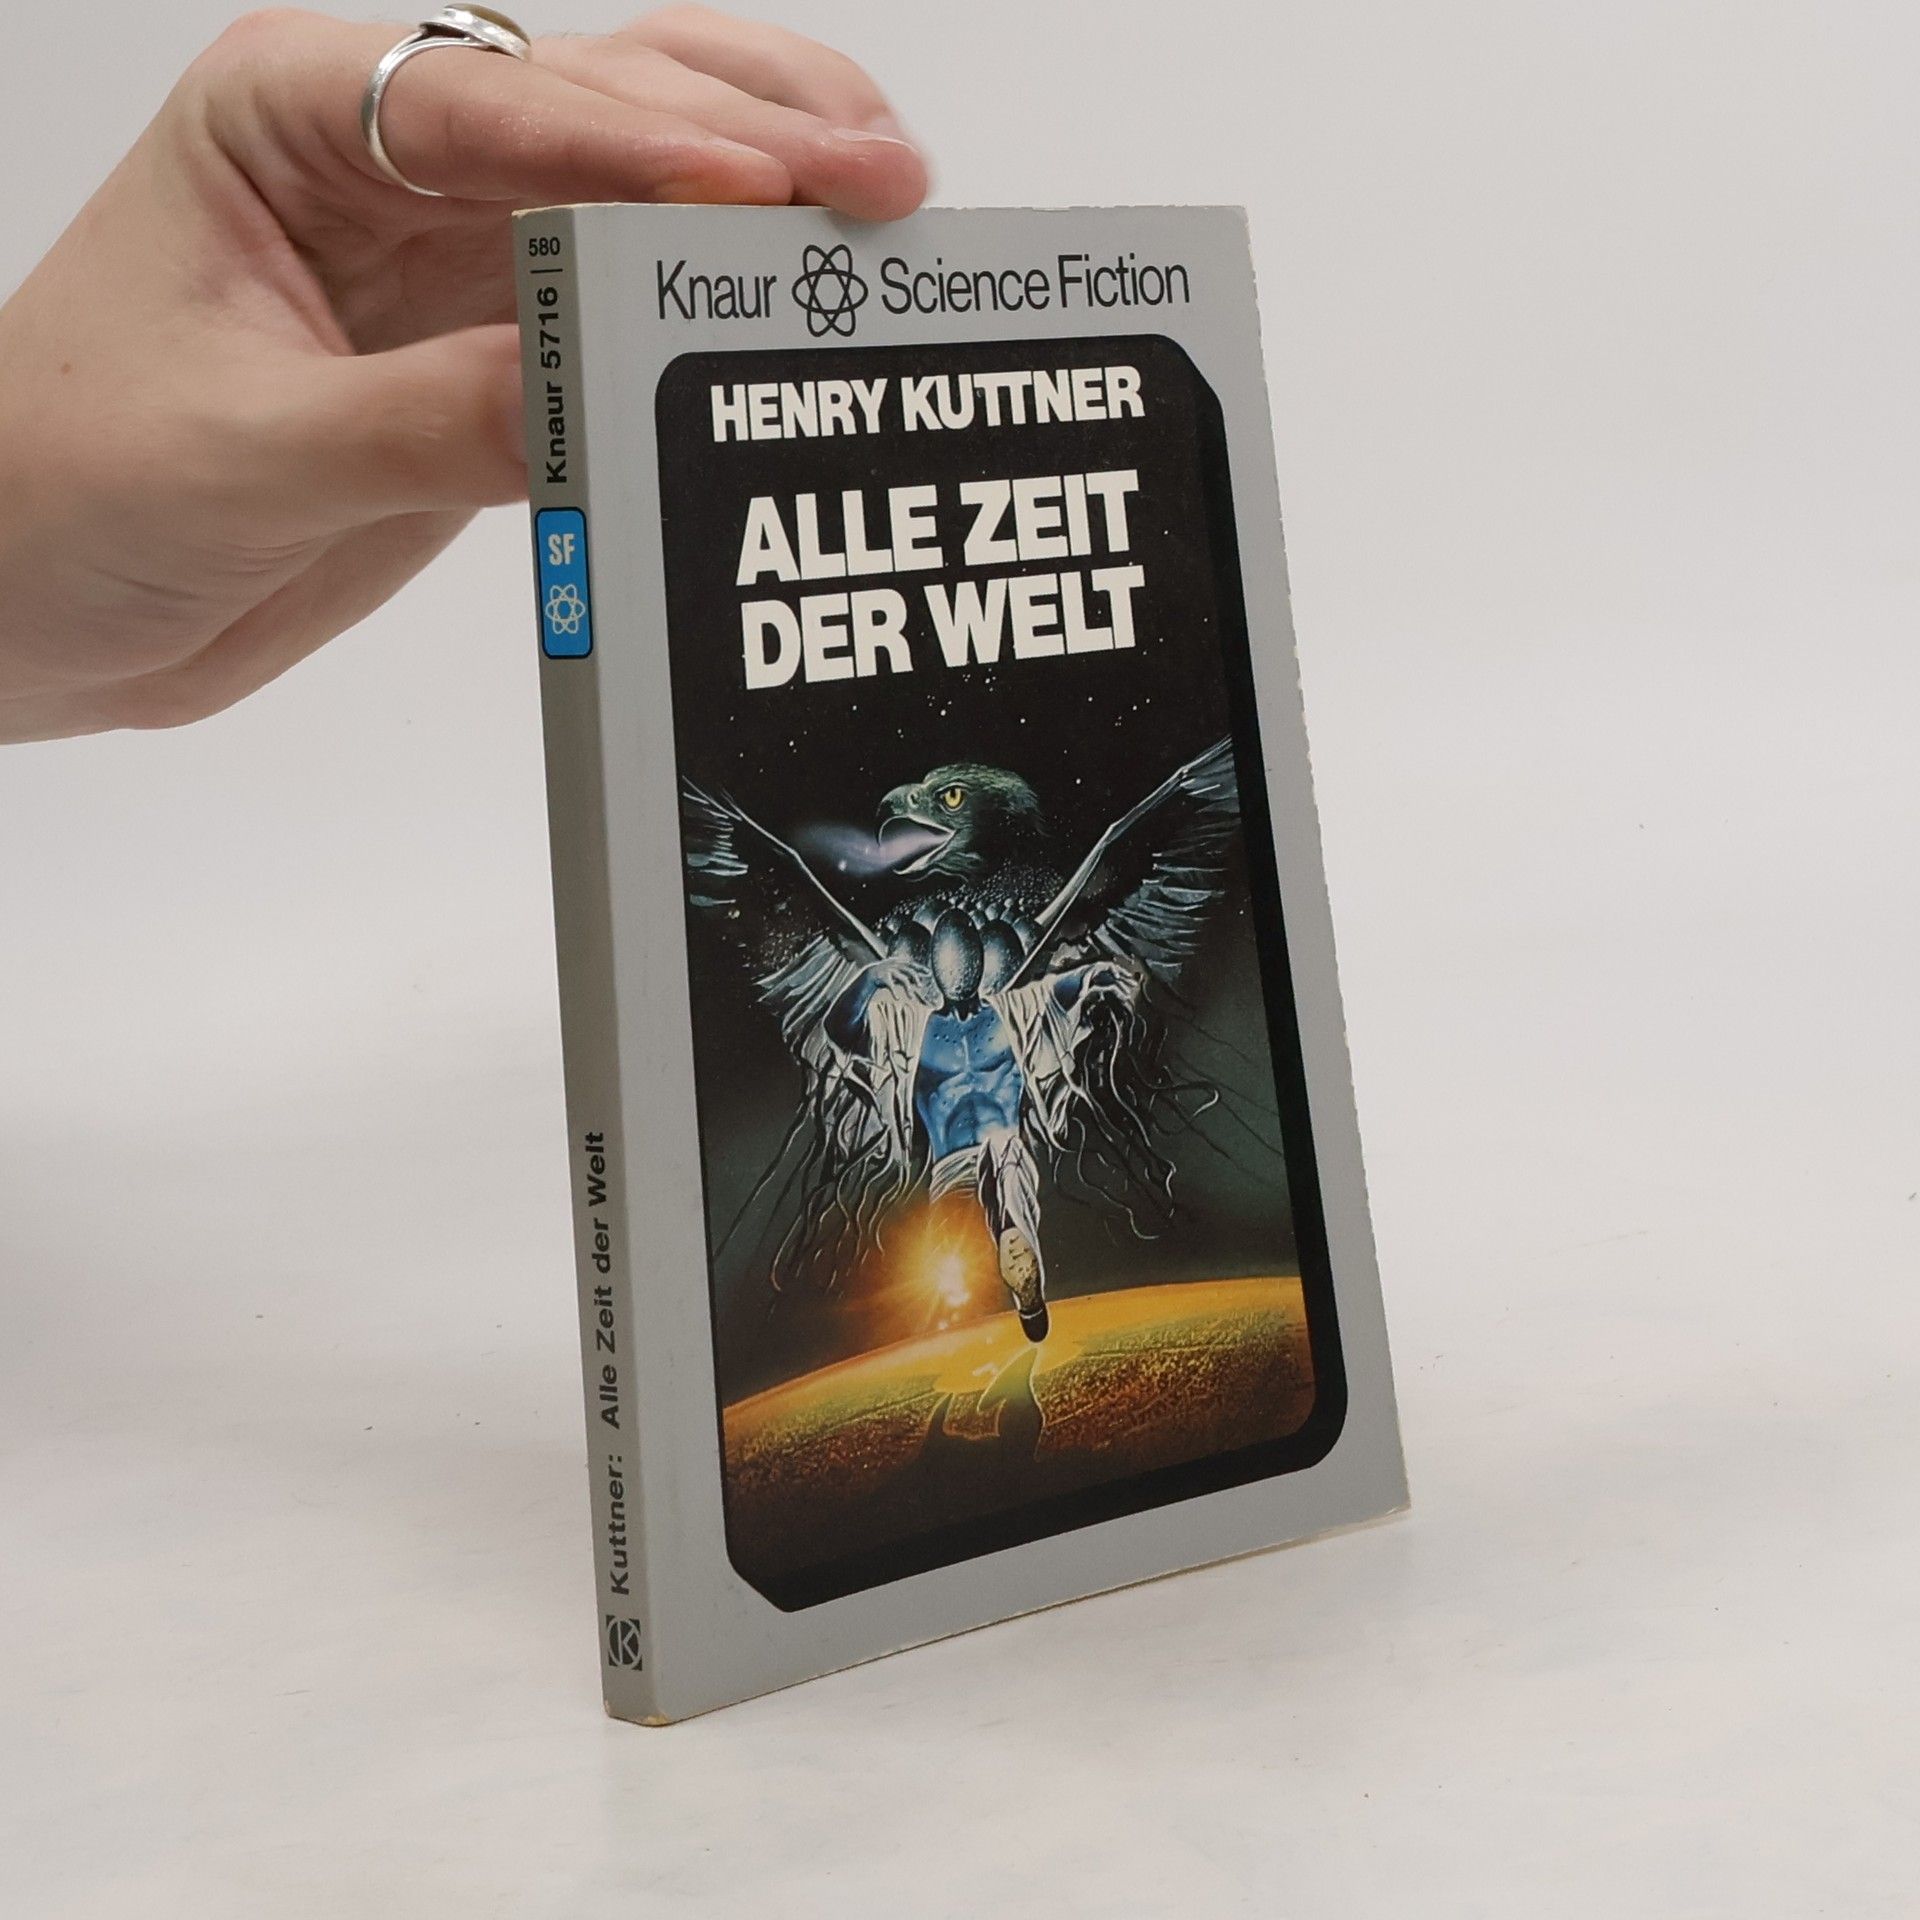 Knaur Science Fiction
HENRY KUTTNER
ALLE ZEIT
DER WELT
580
Knaur 5716
SF
Kuttner: Alle Zeit der Welt
K